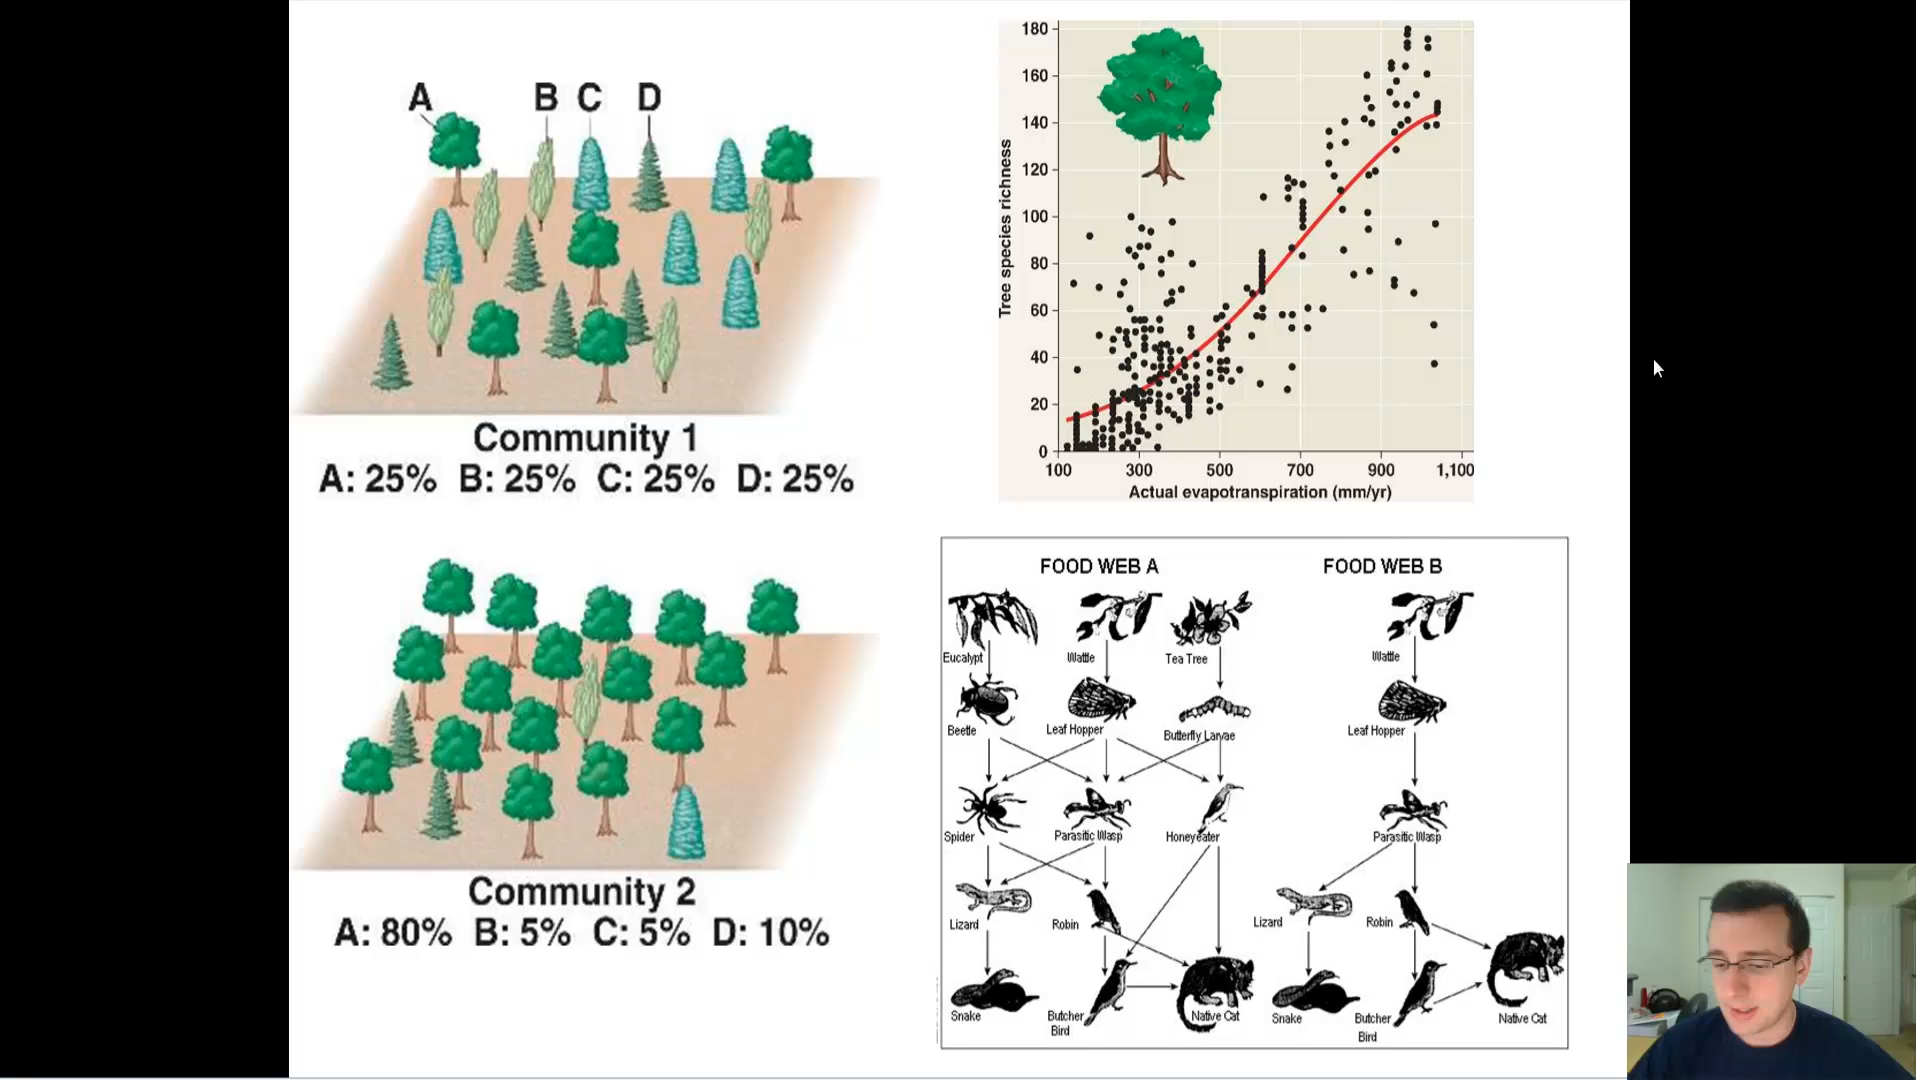 A B C D
Community 1
A: 25% B: 25% C: 25% D: 25%
Community 2
A: 80% B: 5% C: 5% D: 10%
Tree species richness
180
160
140
120
100
80
60
40
20
0
100 300 500 700 900 1,100
Actual evapotranspiration (mm/yr)
FOOD WEB A
Eucalypt Wattle Tea Tree
Beetle Leaf Hopper Butterfly Larvae
Spider Parasitic Wasp Honeyeater
Lizard Robin
Snake Butcher Bird Native Cat
FOOD WEB B
Wattle
Leaf Hopper
Parasitic Wasp
Lizard Robin
Snake Butcher Bird Native Cat